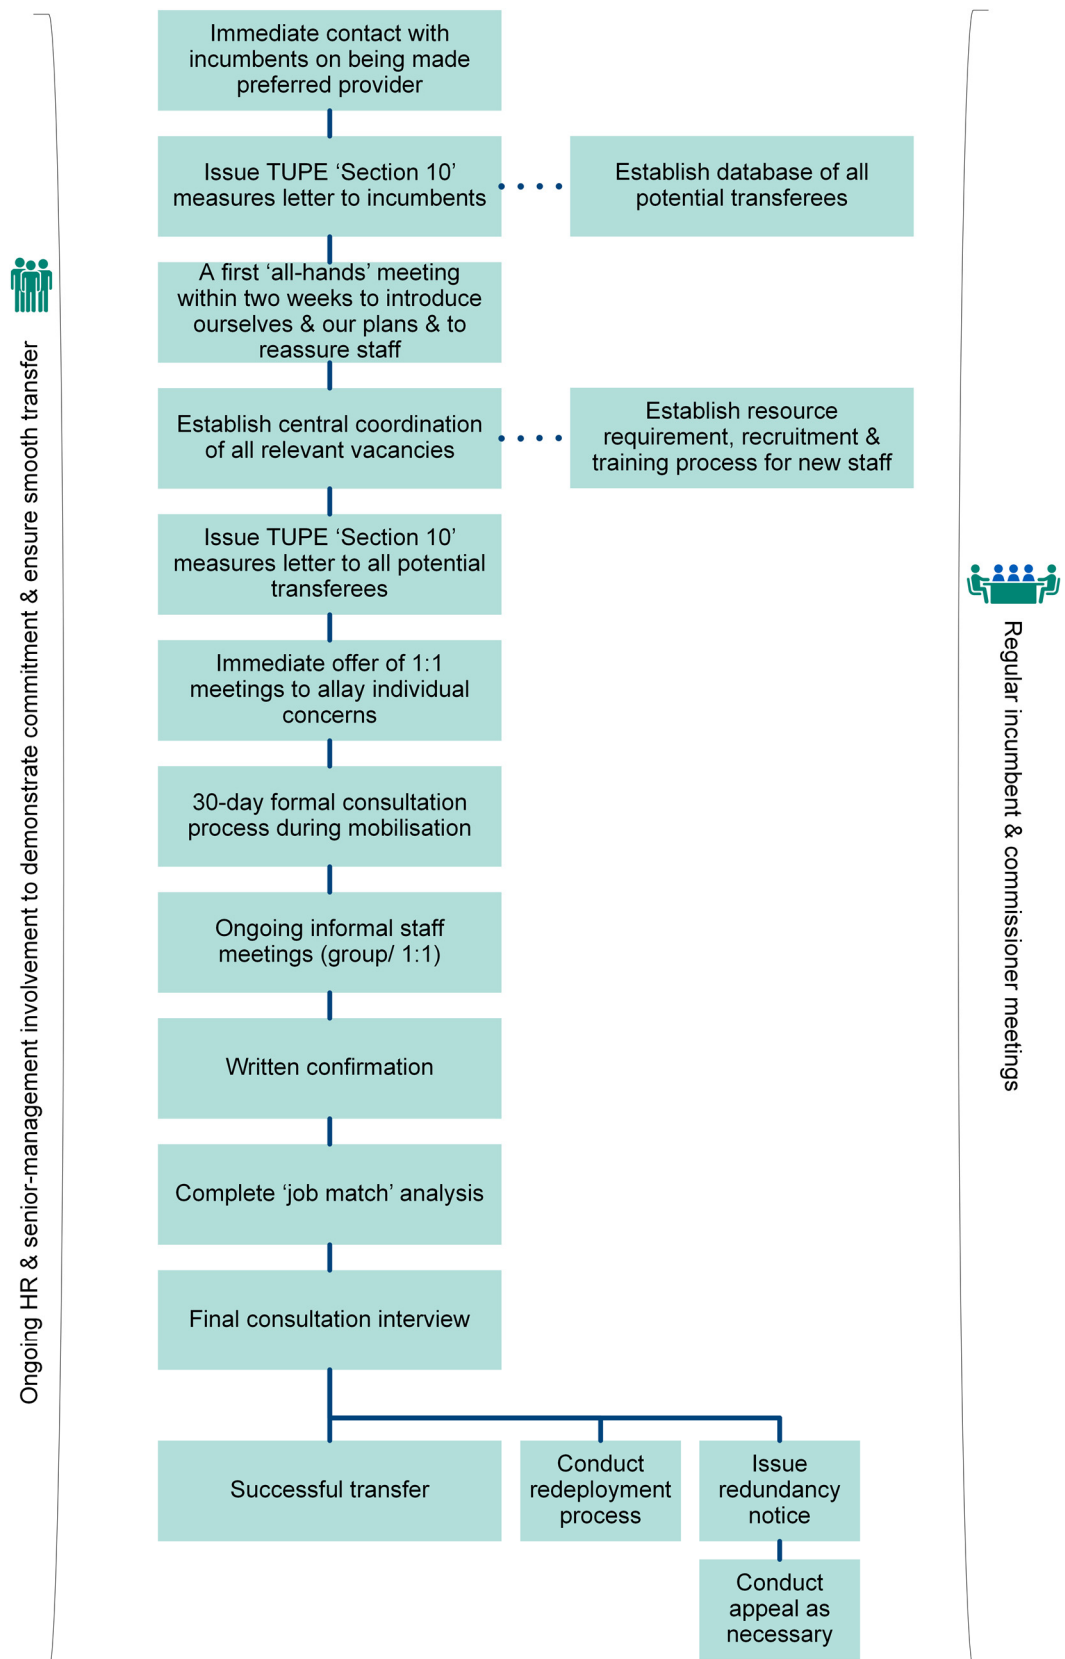 Immediate contact with
incumbents on being made
preferred provider
Issue TUPE ‘Section 10’
measures letter to incumbents
Establish database of all
potential transferees
A first ‘all-hands’ meeting
within two weeks to introduce
ourselves & our plans & to
reassure staff
Establish central coordination
of all relevant vacancies
Establish resource
requirement, recruitment &
training process for new staff
Issue TUPE ‘Section 10’
measures letter to all potential
transferees
Immediate offer of 1:1
meetings to allay individual
concerns
30-day formal consultation
process during mobilisation
Ongoing informal staff
meetings (group/ 1:1)
Written confirmation
Complete ‘job match’ analysis
Final consultation interview
Successful transfer
Conduct
redeployment
process
Issue
redundancy
notice
Conduct
appeal as
necessary
Ongoing HR & senior-management involvement to demonstrate commitment & ensure smooth transfer
Regular incumbent & commissioner meetings